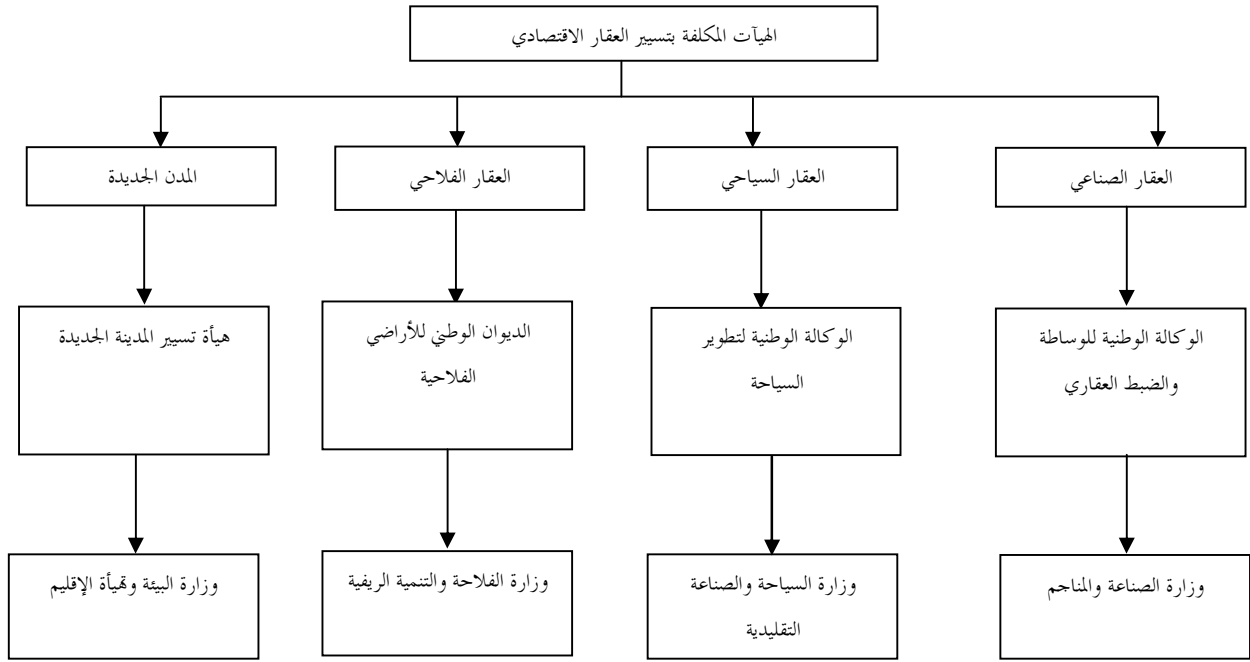 الهيآت المكلفة بتسيير العقار الاقتصادي
العقار الصناعي
العقار السياحي
العقار الفلاحي
المدن الجديدة
الوكالة الوطنية للوساطة
والضبط العقاري
الوكالة الوطنية لتطوير
السياحة
الديوان الوطني للأراضي
الفلاحية
هيأة تسيير المدينة الجديدة
وزارة الصناعة والمناجم
وزارة السياحة والصناعة
التقليدية
وزارة الفلاحة والتنمية الريفية
وزارة البيئة وتهيأة الإقليم